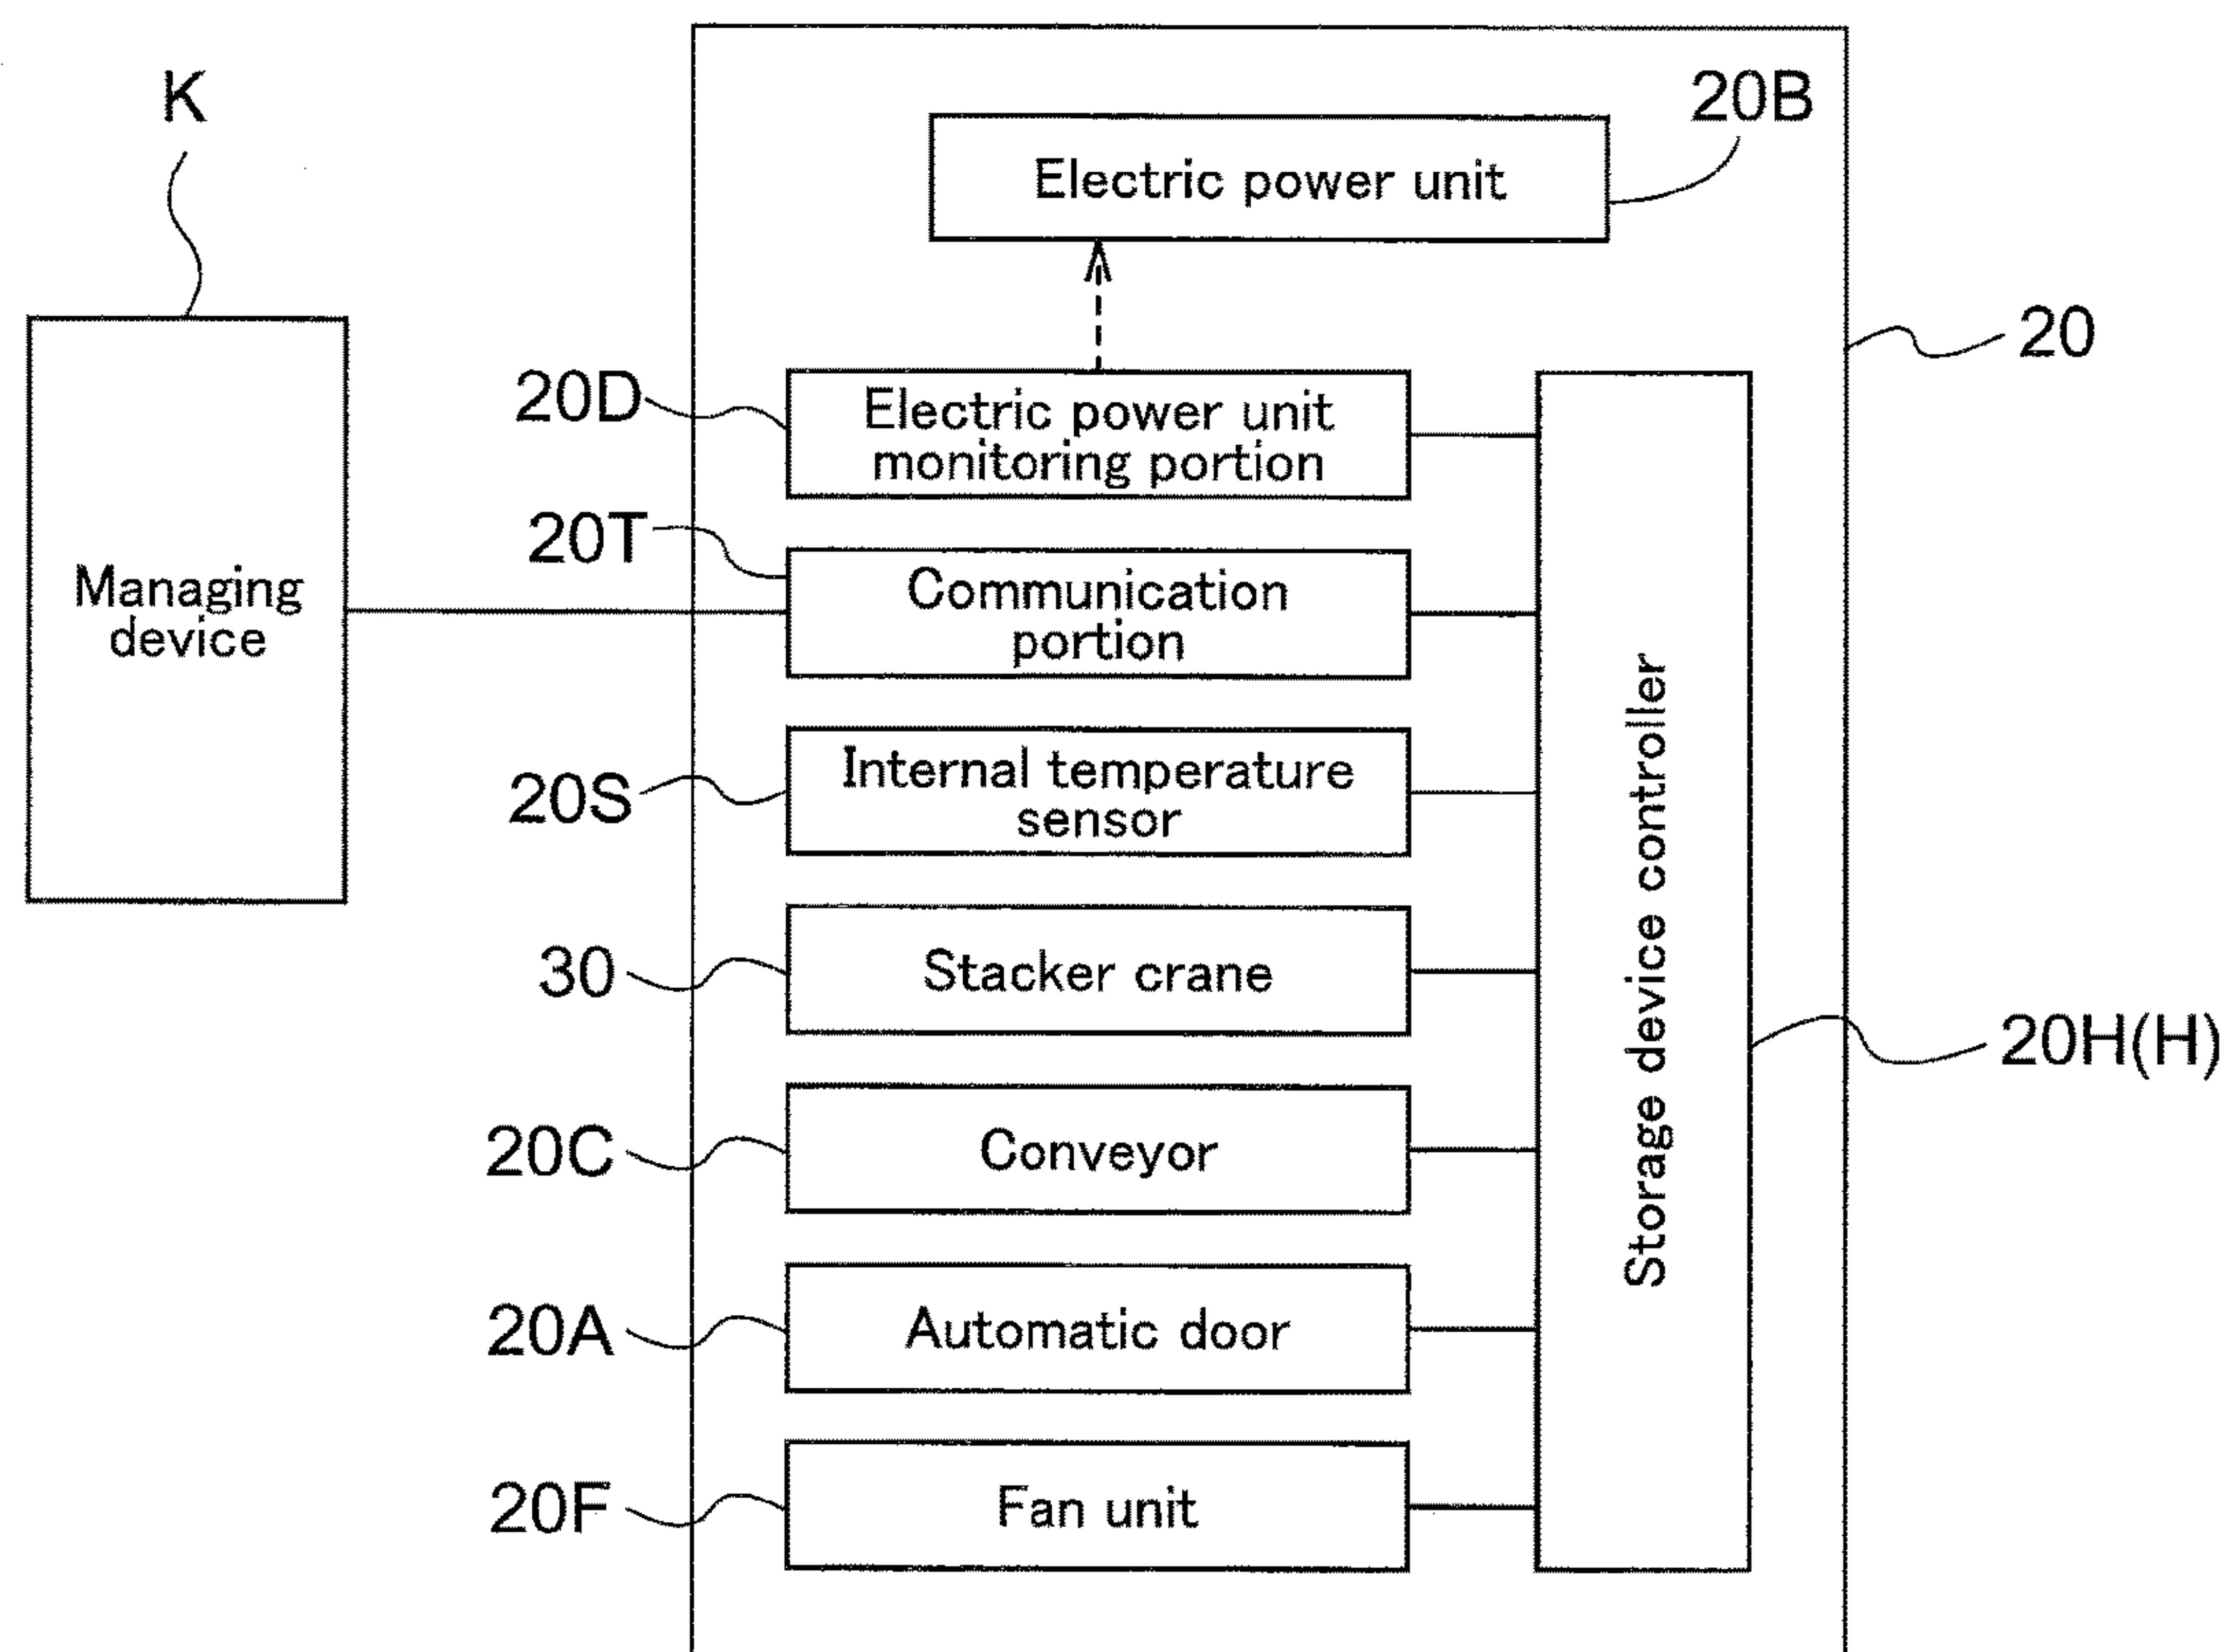 K
20B
Electric power unit
20
20D
Electric power unit
monitoring portion
20T
Communication
portion
Managing
device
20S
Internal temperature
sensor
Storage device controller
30
Stacker crane
20H(H)
20C
Conveyor
20A
Automatic door
20F
Fan unit